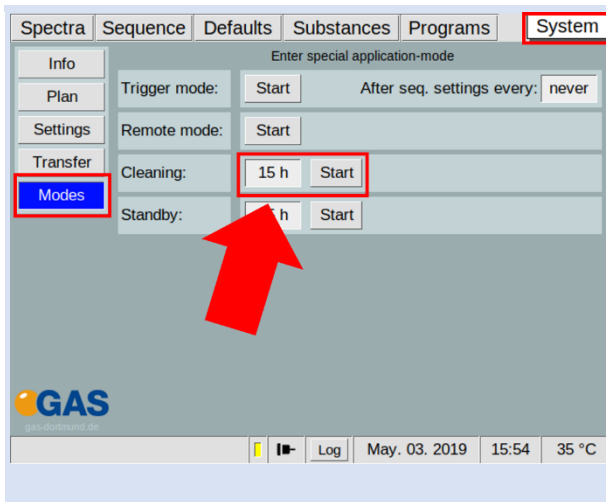 Spectra Sequence Defaults Substances Programs System
Info
Plan
Settings
Transfer
Modes
Enter special application-mode
Trigger mode: Start After seq. settings every: never
Remote mode: Start
Cleaning: 15 h Start
Standby: h Start
GAS
gas-dortmund.de
Log May. 03. 2019 15:54 35 °C